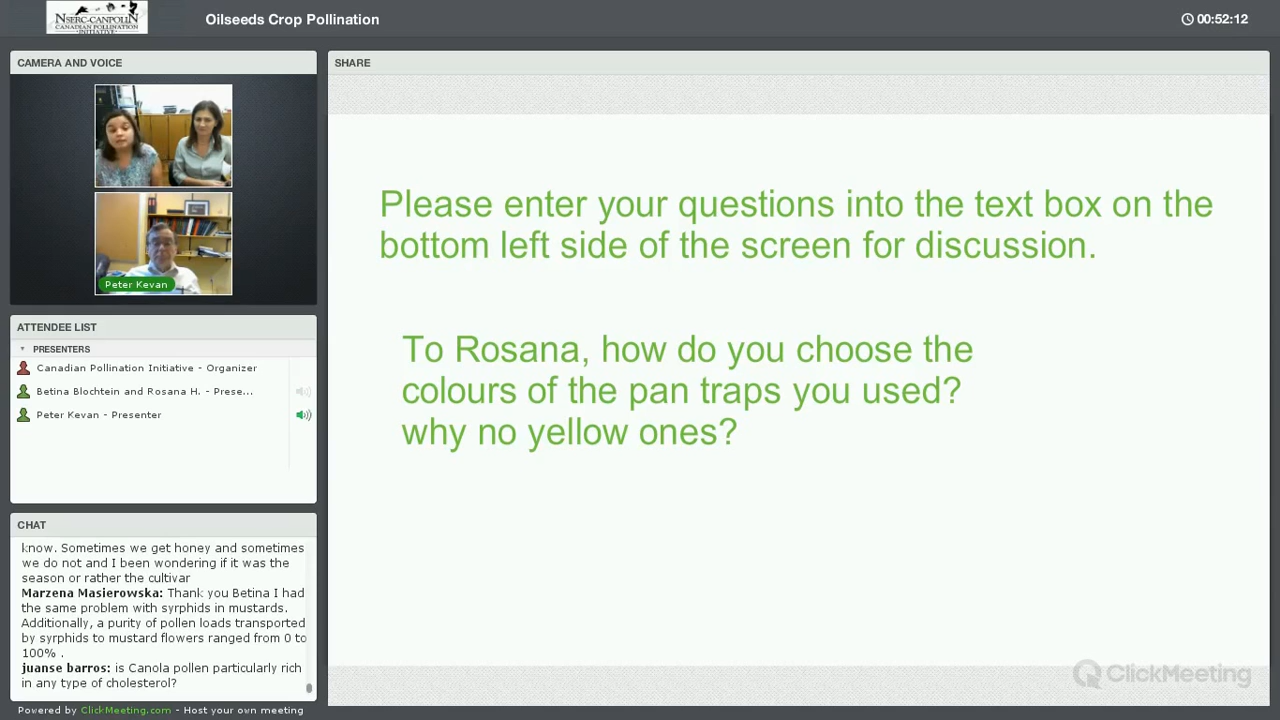 NSERC-CANPOLIN
CANADIAN POLLINATION
INITIATIVE
Oilseeds Crop Pollination
00:52:12
CAMERA AND VOICE
Peter Kevan
ATTENDEE LIST
PRESENTERS
Canadian Pollination Initiative - Organizer
Betina Blochtein and Rosana H. - Prese...
Peter Kevan - Presenter
CHAT
know. Sometimes we get honey and sometimes
we do not and I been wondering if it was the
season or rather the cultivar
Marzena Masierowska: Thank you Betina I had
the same problem with syrphids in mustards.
Additionally, a purity of pollen loads transported
by syrphids to mustard flowers ranged from 0 to
100% .
juanse barros: is Canola pollen particularly rich
in any type of cholesterol?
Powered by ClickMeeting.com - Host your own meeting
SHARE
Please enter your questions into the text box on the
bottom left side of the screen for discussion.
To Rosana, how do you choose the
colours of the pan traps you used?
why no yellow ones?
ClickMeeting